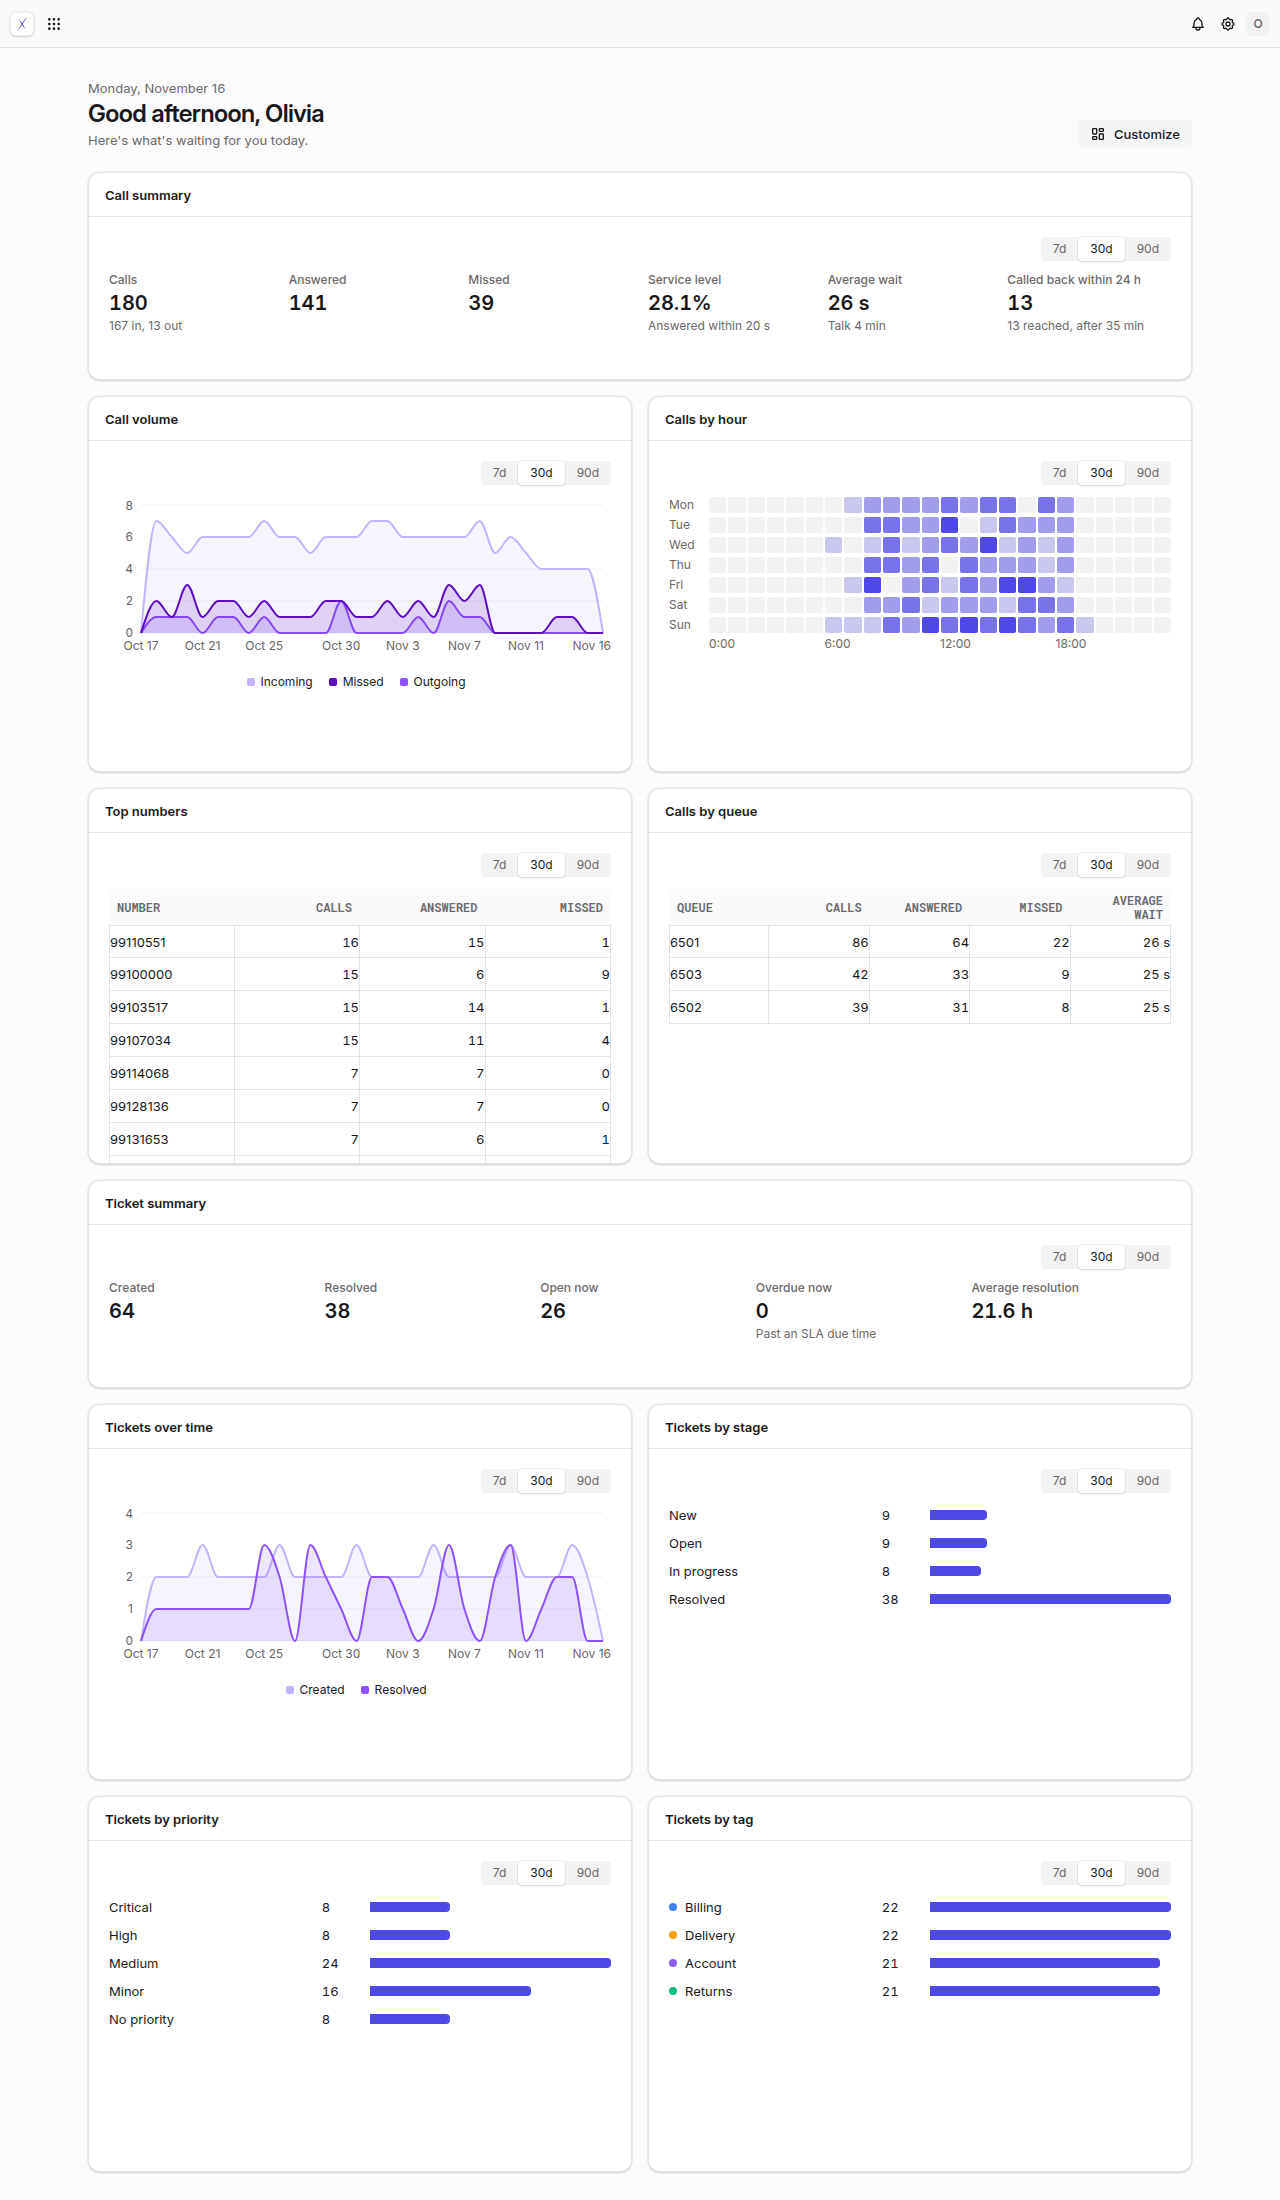 O
Monday, November 16
Good afternoon, Olivia
Here's what's waiting for you today.
Customize
Call summary
7d 30d 90d
Calls Answered Missed Service level Average wait Called back within 24 h
180 141 39 28.1% 26 s 13
167 in, 13 out Answered within 20 s Talk 4 min 13 reached, after 35 min
Call volume
7d 30d 90d
8
6
4
2
0
Oct 17 Oct 21 Oct 25 Oct 30 Nov 3 Nov 7 Nov 11 Nov 16
Incoming Missed Outgoing
Calls by hour
7d 30d 90d
Mon
Tue
Wed
Thu
Fri
Sat
Sun
0:00 6:00 12:00 18:00
Top numbers
7d 30d 90d
NUMBER CALLS ANSWERED MISSED
99110551 16 15 1
99100000 15 6 9
99103517 15 14 1
99107034 15 11 4
99114068 7 7 0
99128136 7 7 0
99131653 7 6 1
Calls by queue
7d 30d 90d
QUEUE CALLS ANSWERED MISSED AVERAGE
WAIT
6501 86 64 22 26 s
6503 42 33 9 25 s
6502 39 31 8 25 s
Ticket summary
7d 30d 90d
Created Resolved Open now Overdue now Average resolution
64 38 26 0 21.6 h
Past an SLA due time
Tickets over time
7d 30d 90d
4
3
2
1
0
Oct 17 Oct 21 Oct 25 Oct 30 Nov 3 Nov 7 Nov 11 Nov 16
Created Resolved
Tickets by stage
7d 30d 90d
New 9
Open 9
In progress 8
Resolved 38
Tickets by priority
7d 30d 90d
Critical 8
High 8
Medium 24
Minor 16
No priority 8
Tickets by tag
7d 30d 90d
Billing 22
Delivery 22
Account 21
Returns 21